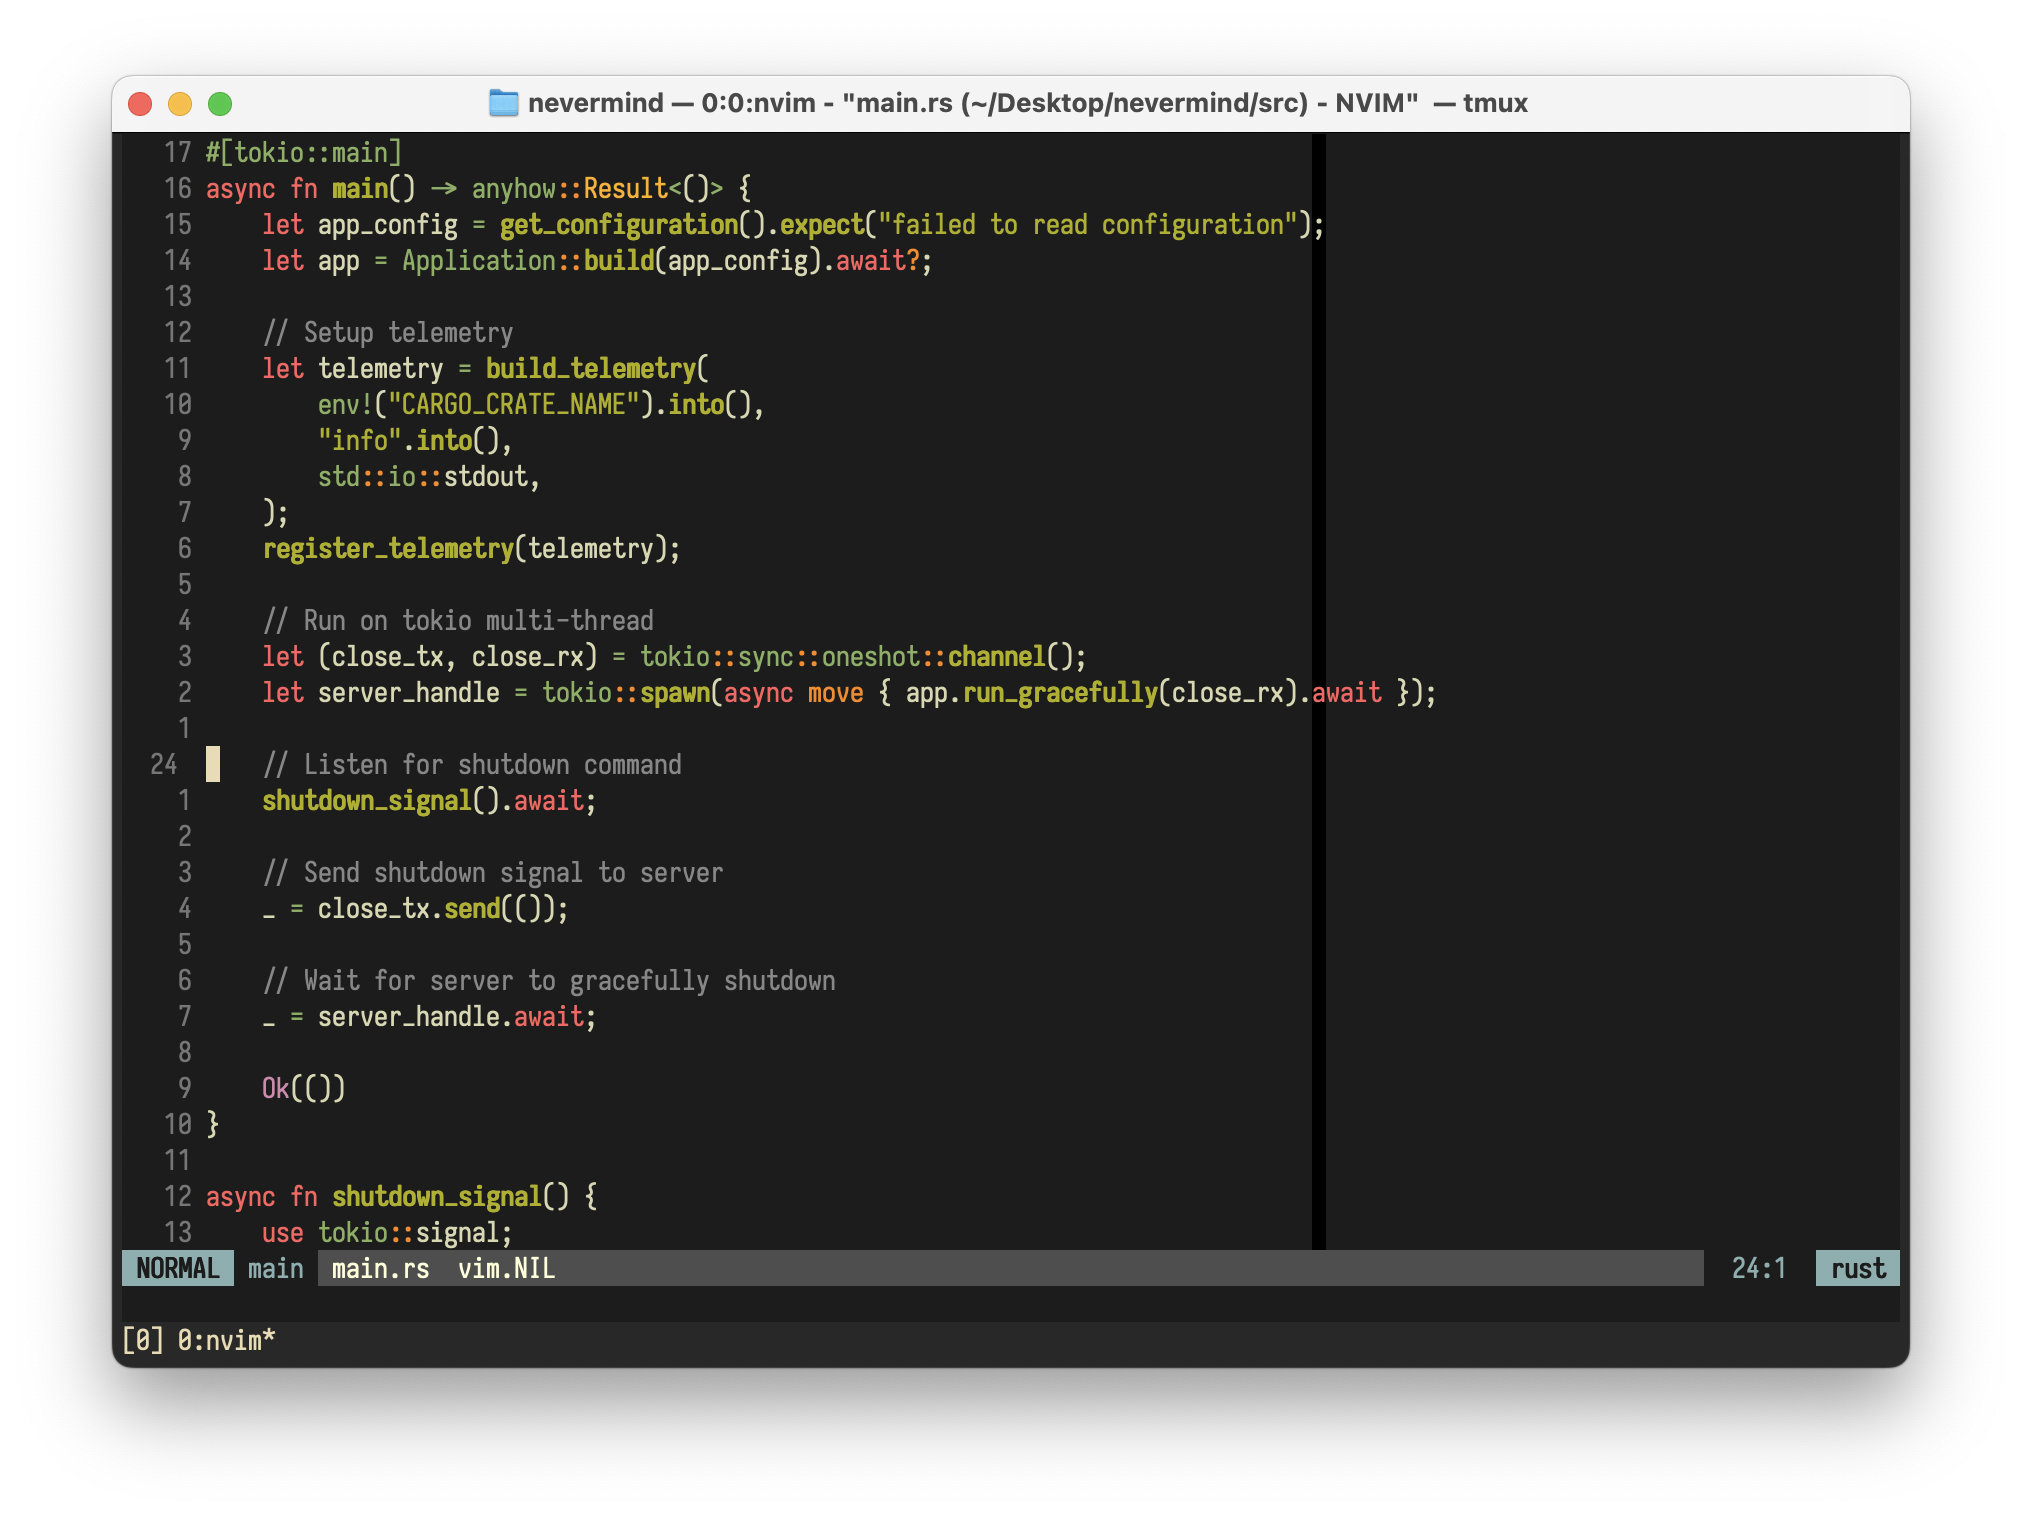 nevermind — 0:0:nvim - "main.rs (~/Desktop/nevermind/src) - NVIM" — tmux
17 #[tokio::main]
16 async fn main() -> anyhow::Result<()> {
15     let app_config = get_configuration().expect("failed to read configuration");
14     let app = Application::build(app_config).await?;
13
12     // Setup telemetry
11     let telemetry = build_telemetry(
10         env!("CARGO_CRATE_NAME").into(),
9         "info".into(),
8         std::io::stdout,
7     );
6     register_telemetry(telemetry);
5
4     // Run on tokio multi-thread
3     let (close_tx, close_rx) = tokio::sync::oneshot::channel();
2     let server_handle = tokio::spawn(async move { app.run_gracefully(close_rx).await });
1
24     // Listen for shutdown command
1     shutdown_signal().await;
2
3     // Send shutdown signal to server
4     _ = close_tx.send(());
5
6     // Wait for server to gracefully shutdown
7     _ = server_handle.await;
8
9     Ok(())
10 }
11
12 async fn shutdown_signal() {
13     use tokio::signal;
NORMAL main main.rs vim.NIL 24:1 rust
[0] 0:nvim*